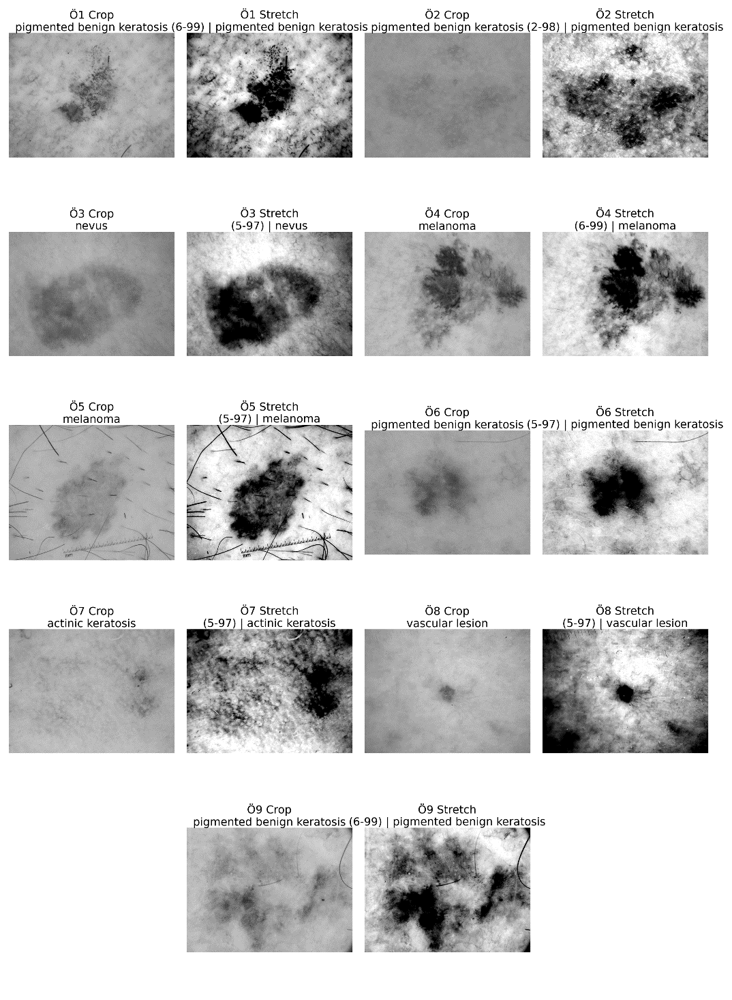 Ö1 Crop
pigmented benign keratosis
Ö1 Stretch
(6-99) | pigmented benign keratosis
Ö2 Crop
pigmented benign keratosis
Ö2 Stretch
(2-98) | pigmented benign keratosis
Ö3 Crop
nevus
Ö3 Stretch
(5-97) | nevus
Ö4 Crop
melanoma
Ö4 Stretch
(6-99) | melanoma
Ö5 Crop
melanoma
Ö5 Stretch
(5-97) | melanoma
mm
mm
Ö6 Crop
pigmented benign keratosis
Ö6 Stretch
(5-97) | pigmented benign keratosis
Ö7 Crop
actinic keratosis
Ö7 Stretch
(5-97) | actinic keratosis
Ö8 Crop
vascular lesion
Ö8 Stretch
(5-97) | vascular lesion
Ö9 Crop
pigmented benign keratosis
Ö9 Stretch
(6-99) | pigmented benign keratosis